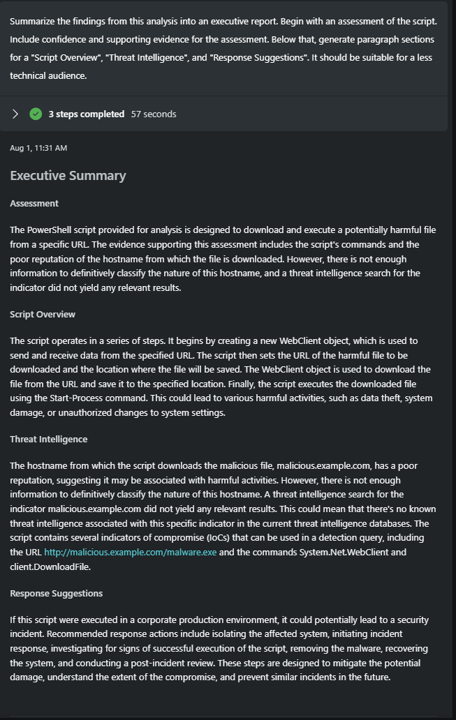 Summarize the findings from this analysis into an executive report. Begin with an assessment of the script.
Include confidence and supporting evidence for the assessment. Below that, generate paragraph sections
for a "Script Overview", "Threat Intelligence", and "Response Suggestions". It should be suitable for a less
technical audience.
3 steps completed 57 seconds
Aug 1, 11:31 AM
Executive Summary
Assessment
The PowerShell script provided for analysis is designed to download and execute a potentially harmful file
from a specific URL. The evidence supporting this assessment includes the script's commands and the
poor reputation of the hostname from which the file is downloaded. However, there is not enough
information to definitively classify the nature of this hostname, and a threat intelligence search for the
indicator did not yield any relevant results.
Script Overview
The script operates in a series of steps. It begins by creating a new WebClient object, which is used to
send and receive data from the specified URL. The script then sets the URL of the harmful file to be
downloaded and the location where the file will be saved. The WebClient object is used to download the
file from the URL and save it to the specified location. Finally, the script executes the downloaded file
using the Start-Process command. This could lead to various harmful activities, such as data theft, system
damage, or unauthorized changes to system settings.
Threat Intelligence
The hostname from which the script downloads the malicious file, malicious.example.com, has a poor
reputation, suggesting it may be associated with harmful activities. However, there is not enough
information to definitively classify the nature of this hostname. A threat intelligence search for the
indicator malicious.example.com did not yield any relevant results. This could mean that there's no known
threat intelligence associated with this specific indicator in the current threat intelligence databases. The
script contains several indicators of compromise (IoCs) that can be used in a detection query, including
the URL http://malicious.example.com/malware.exe and the commands System.Net.WebClient and
client.DownloadFile.
Response Suggestions
If this script were executed in a corporate production environment, it could potentially lead to a security
incident. Recommended response actions include isolating the affected system, initiating incident
response, investigating for signs of successful execution of the script, removing the malware, recovering
the system, and conducting a post-incident review. These steps are designed to mitigate the potential
damage, understand the extent of the compromise, and prevent similar incidents in the future.